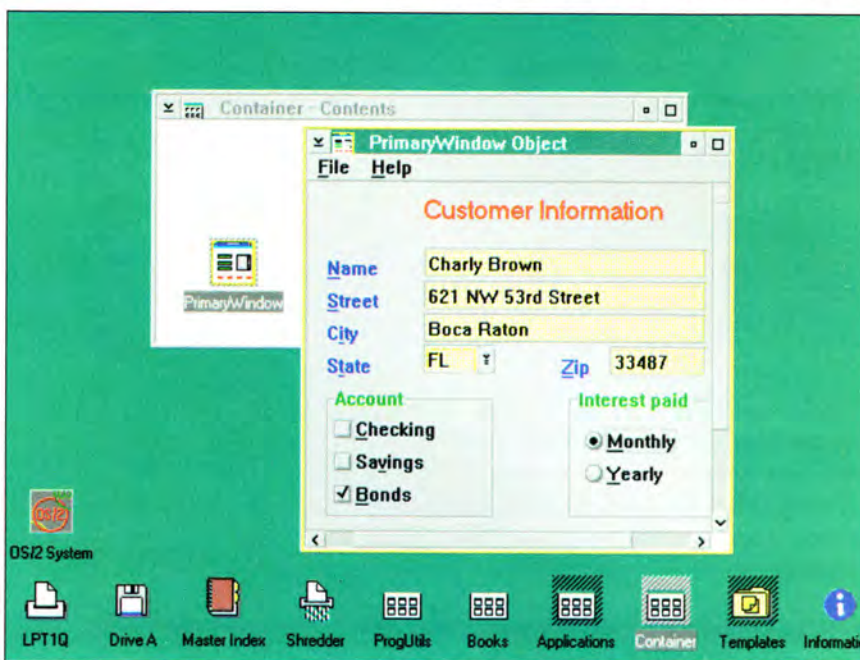 Container - Contents
PrimaryWindow Object
File Help
Customer Information
Name Charly Brown
Street 621 NW 53rd Street
City Boca Raton
State FL Zip 33487
Account Interest paid
Checking Monthly
Savings Yearly
Bonds
PrimaryWindow
OS/2
OS/2 System
LPT1Q Drive A Master Index Shredder ProgUtils Books Applications Container Templates Informatio